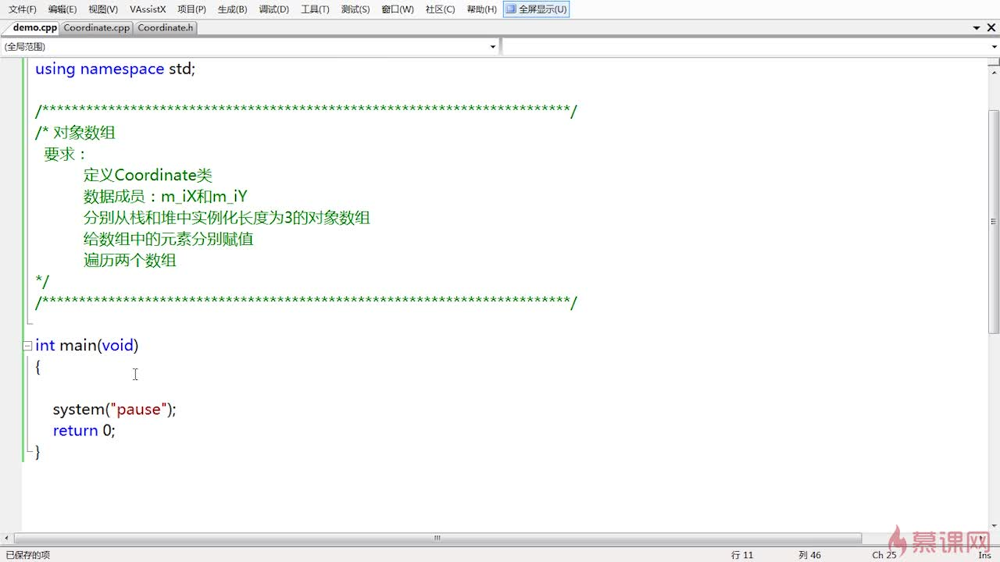 文件(F) 编辑(E) 视图(V) VAssistX 项目(P) 生成(B) 调试(D) 工具(T) 测试(S) 窗口(W) 社区(C) 帮助(H) 全屏显示(U)
demo.cpp Coordinate.cpp Coordinate.h
(全局范围)
using namespace std;
/************************************************************************/
/* 对象数组
要求：
定义Coordinate类
数据成员：m_iX和m_iY
分别从栈和堆中实例化长度为3的对象数组
给数组中的元素分别赋值
遍历两个数组
*/
/************************************************************************/
int main(void)
{
system("pause");
return 0;
}
慕课网
已保存的项 行 11 列 46 Ch 25 Ins